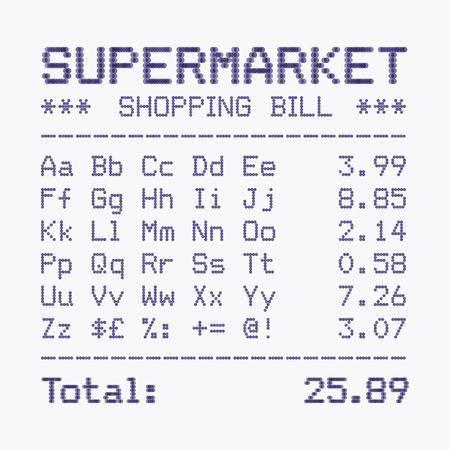 SUPERMARKET
*** SHOPPING BILL ***
Aa Bb Cc Dd Ee 3.99
Ff Gg Hh Ii Jj 8.85
Kk Ll Mm Nn Oo 2.14
Pp Qq Rr Ss Tt 0.58
Uu Vv Ww Xx Yy 7.26
Zz $£ %: += @! 3.07
Total: 25.89